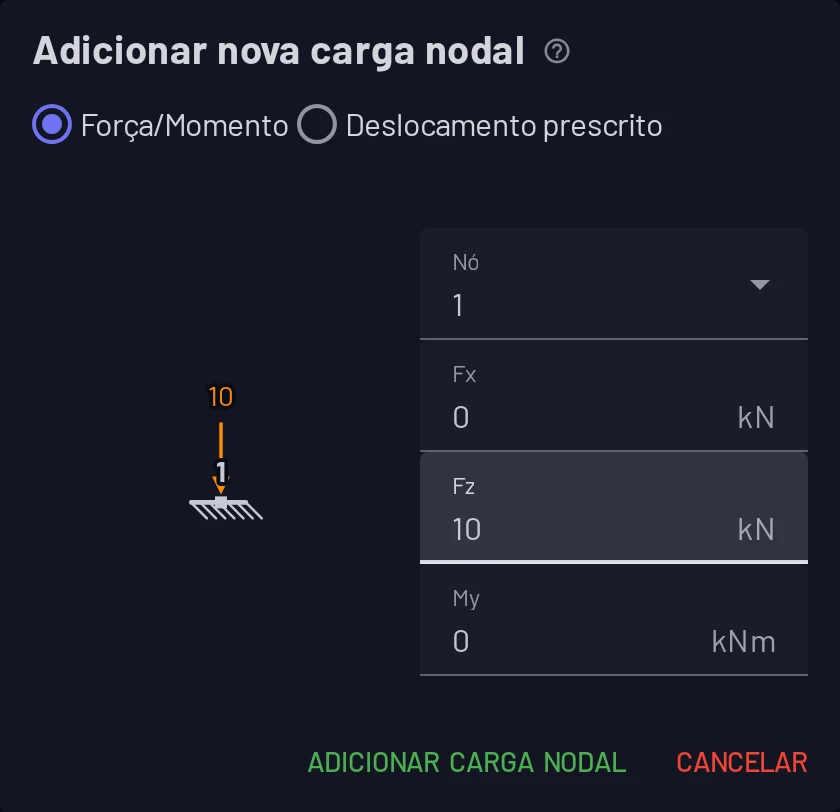 Adicionar nova carga nodal ?
Força/Momento Deslocamento prescrito
Nó
1
Fx
0 kN
10
1
Fz
10 kN
My
0 kNm
ADICIONAR CARGA NODAL CANCELAR